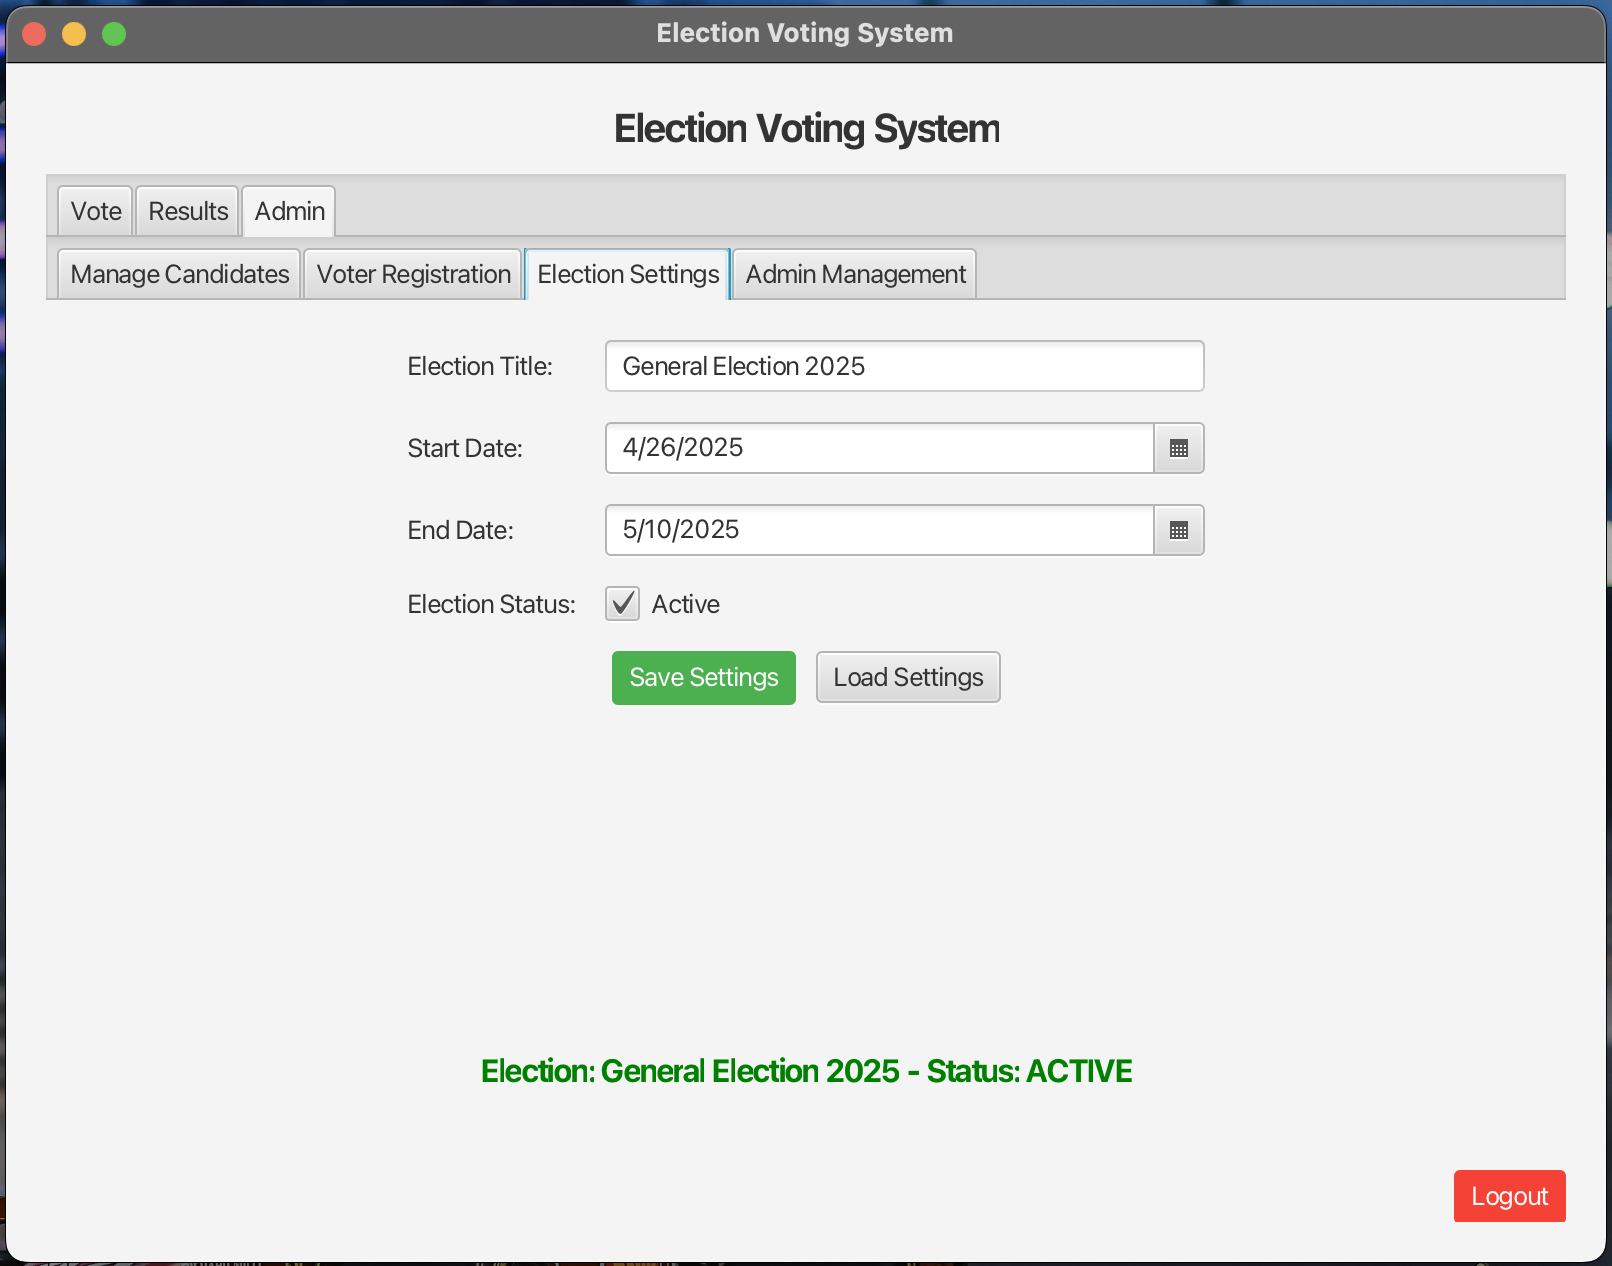 Election Voting System
Election Voting System
Vote Results Admin
Manage Candidates Voter Registration Election Settings Admin Management
Election Title: General Election 2025
Start Date: 4/26/2025
End Date: 5/10/2025
Election Status: Active
Save Settings Load Settings
Election: General Election 2025 - Status: ACTIVE
Logout